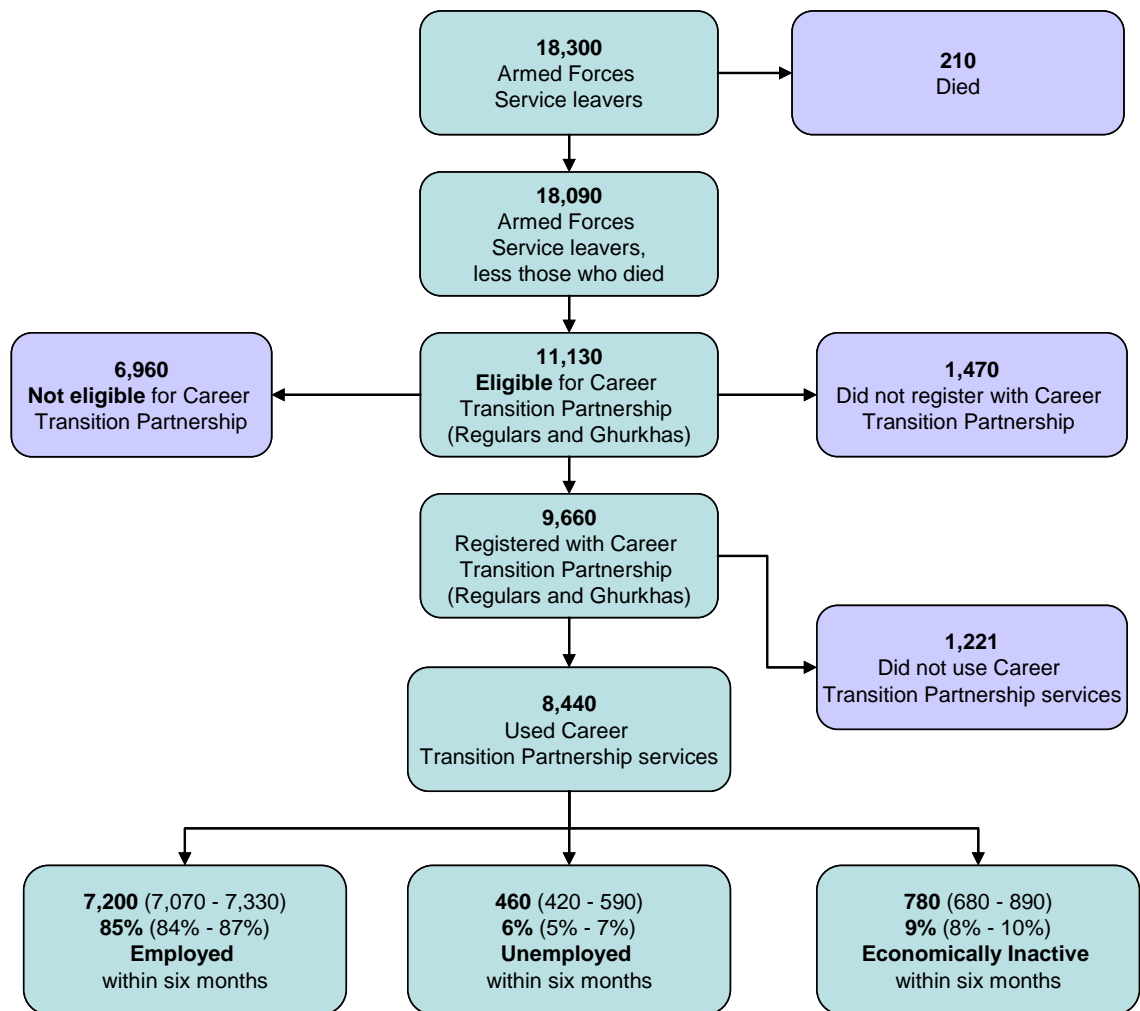 18,300
Armed Forces
Service leavers
210
Died
18,090
Armed Forces
Service leavers,
less those who died
6,960
Not eligible for Career
Transition Partnership
11,130
Eligible for Career
Transition Partnership
(Regulars and Ghurkhas)
1,470
Did not register with Career
Transition Partnership
9,660
Registered with Career
Transition Partnership
(Regulars and Ghurkhas)
1,221
Did not use Career
Transition Partnership services
8,440
Used Career
Transition Partnership services
7,200 (7,070 - 7,330)
85% (84% - 87%)
Employed
within six months
460 (420 - 590)
6% (5% - 7%)
Unemployed
within six months
780 (680 - 890)
9% (8% - 10%)
Economically Inactive
within six months